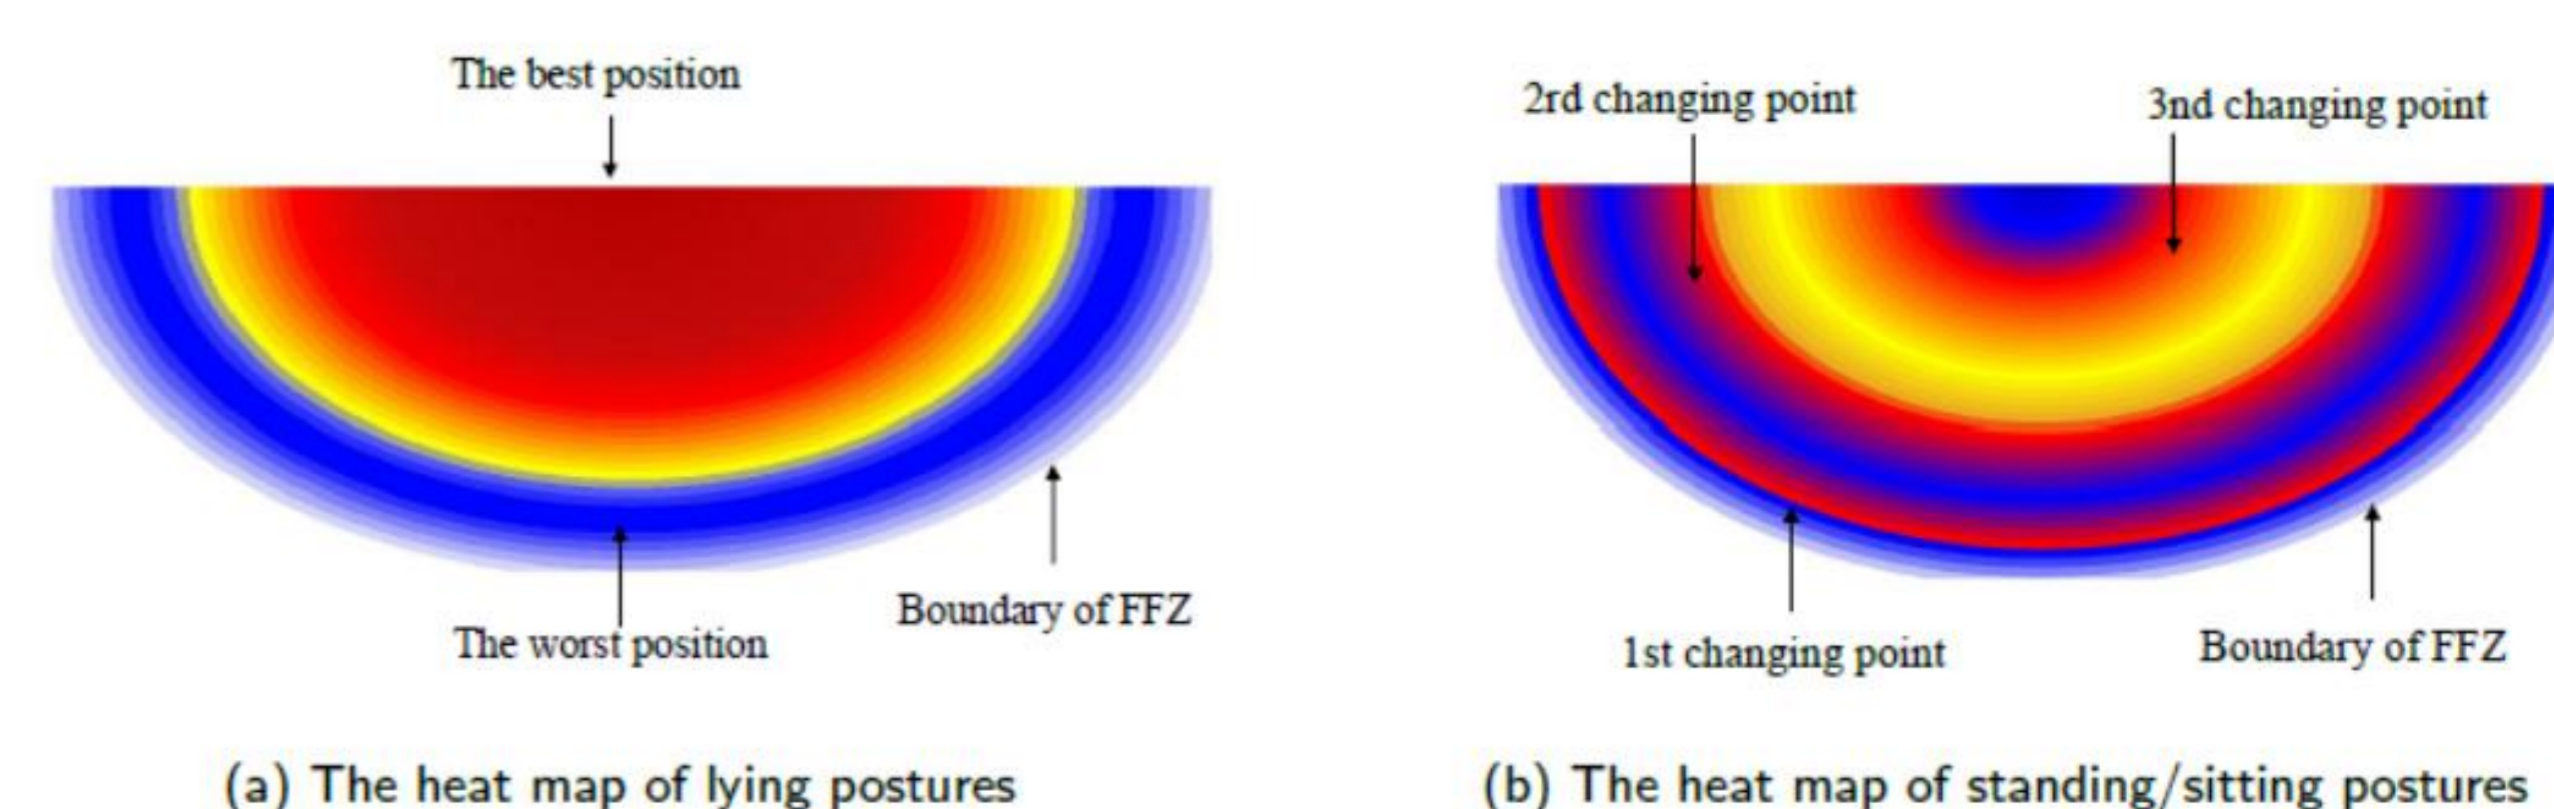 The best position
The worst position
Boundary of FFZ
(a) The heat map of lying postures
2rd changing point
3nd changing point
1st changing point
Boundary of FFZ
(b) The heat map of standing/sitting postures